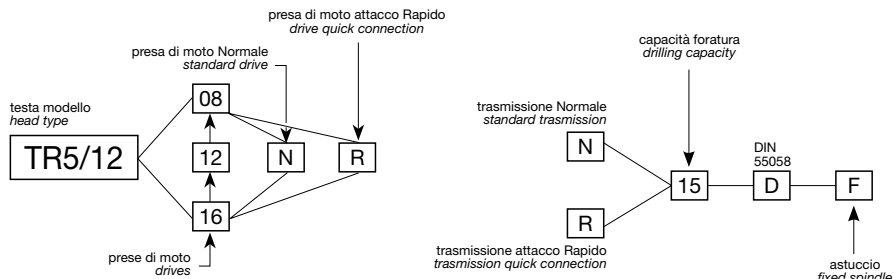 presa di moto attacco Rapido
drive quick connection
presa di moto Normale
standard drive
testa modello
head type
TR5/12
08
12
N
R
16
prese di moto
drives
capacità foratura
drilling capacity
trasmissione Normale
standard trasmission
N
DIN
55058
15
D
F
R
trasmissione attacco Rapido
trasmission quick connection
astuccio
fixed spindle